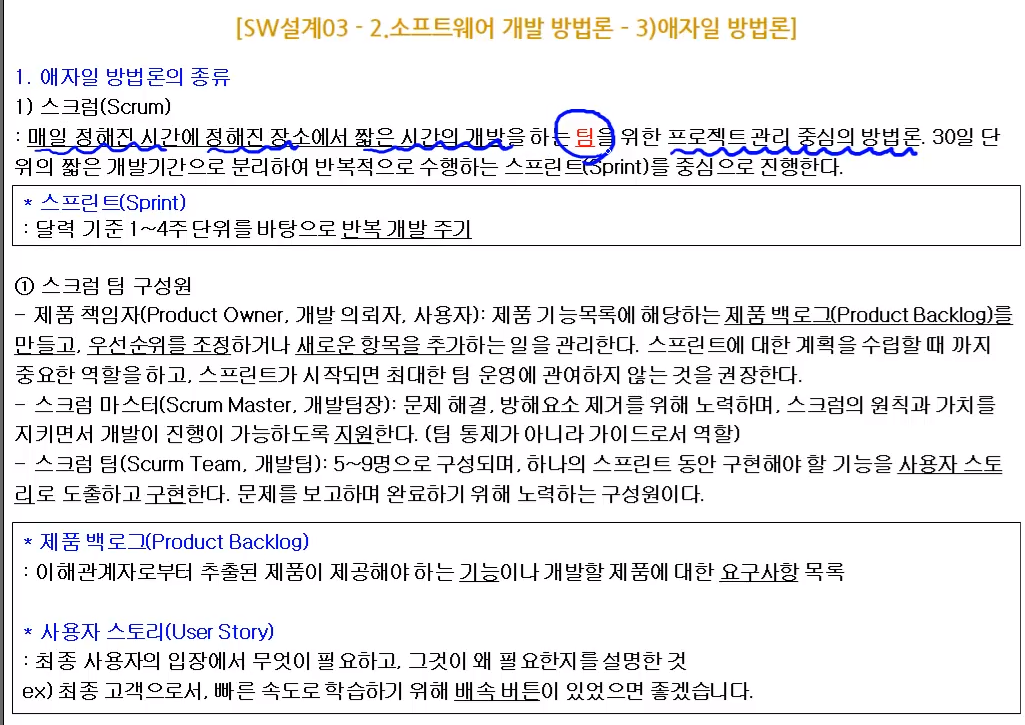 [SW설계03 - 2.소프트웨어 개발 방법론 - 3)애자일 방법론]
1. 애자일 방법론의 종류
1) 스크럼(Scrum)
: 매일 정해진 시간에 정해진 장소에서 짧은 시간의 개발을 하는 팀을 위한 프로젝트 관리 중심의 방법론. 30일 단
위의 짧은 개발기간으로 분리하여 반복적으로 수행하는 스프린트(Sprint)를 중심으로 진행한다.
* 스프린트(Sprint)
: 달력 기준 1~4주 단위를 바탕으로 반복 개발 주기
① 스크럼 팀 구성원
- 제품 책임자(Product Owner, 개발 의뢰자, 사용자): 제품 기능목록에 해당하는 제품 백로그(Product Backlog)를
만들고, 우선순위를 조정하거나 새로운 항목을 추가하는 일을 관리한다. 스프린트에 대한 계획을 수립할 때 까지
중요한 역할을 하고, 스프린트가 시작되면 최대한 팀 운영에 관여하지 않는 것을 권장한다.
- 스크럼 마스터(Scrum Master, 개발팀장): 문제 해결, 방해요소 제거를 위해 노력하며, 스크럼의 원칙과 가치를
지키면서 개발이 진행이 가능하도록 지원한다. (팀 통제가 아니라 가이드로서 역할)
- 스크럼 팀(Scurm Team, 개발팀): 5~9명으로 구성되며, 하나의 스프린트 동안 구현해야 할 기능을 사용자 스토
리로 도출하고 구현한다. 문제를 보고하며 완료하기 위해 노력하는 구성원이다.
* 제품 백로그(Product Backlog)
: 이해관계자로부터 추출된 제품이 제공해야 하는 기능이나 개발할 제품에 대한 요구사항 목록
* 사용자 스토리(User Story)
: 최종 사용자의 입장에서 무엇이 필요하고, 그것이 왜 필요한지를 설명한 것
ex) 최종 고객으로서, 빠른 속도로 학습하기 위해 배속 버튼이 있었으면 좋겠습니다.